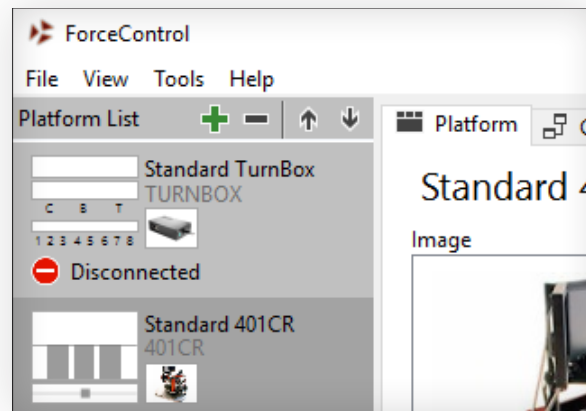 ForceControl
File View Tools Help
Platform List
Platform
Standard TurnBox
TURNBOX
C B T
1 2 3 4 5 6 7 8
Disconnected
Standard 401CR
401CR
Standard 4
Image